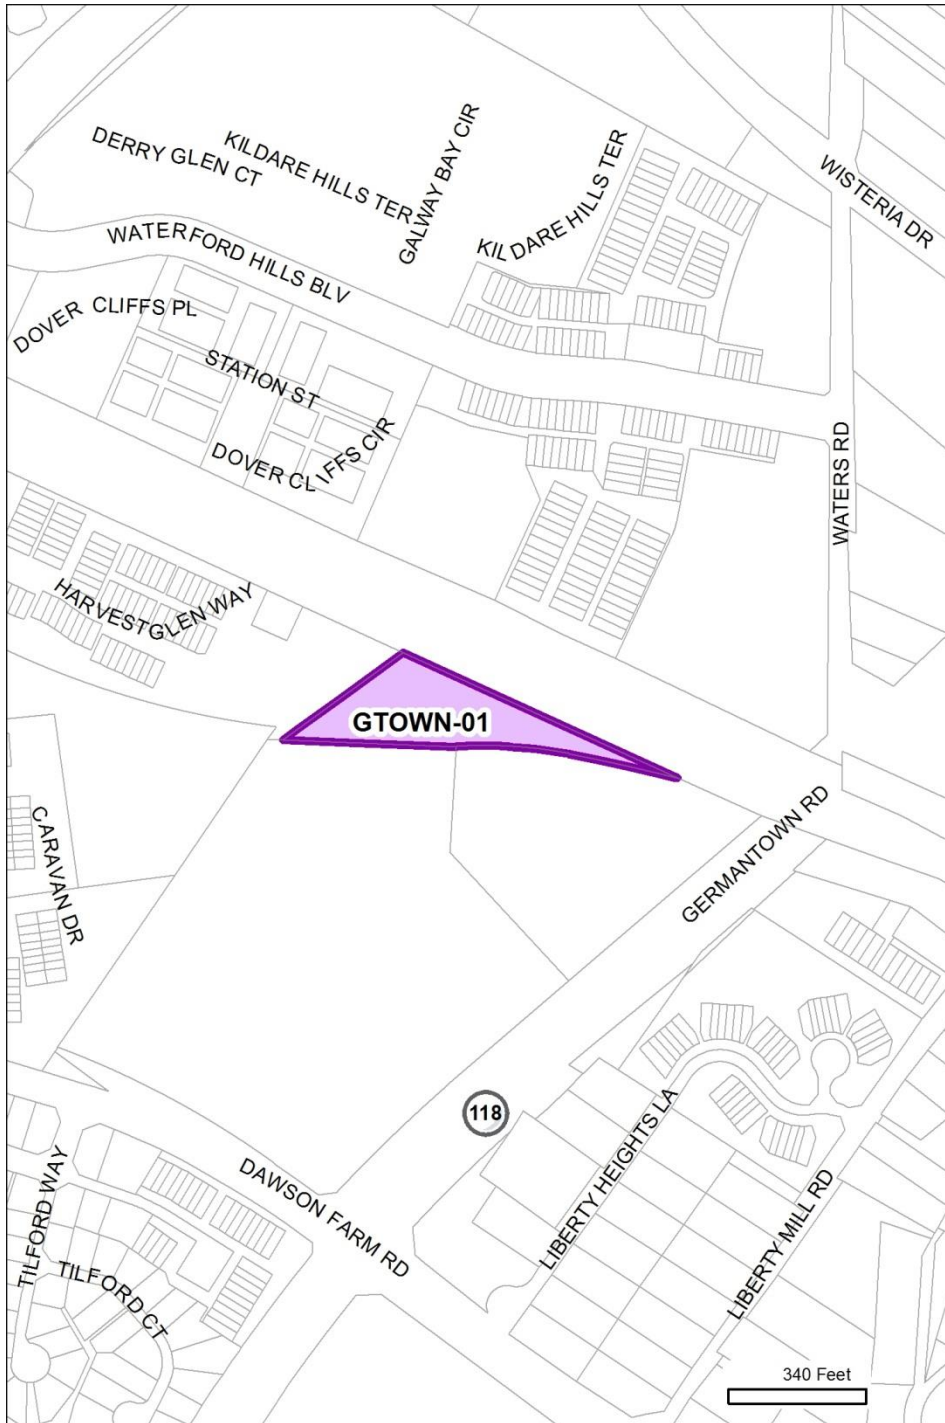 DERRY GLEN CT
KILDARE HILLS TER
GALWAY BAY CIR
KILDARE HILLS TER
WISTERIA DR
WATERFORD HILLS BLV
DOVER CLIFFS PL
STATION ST
DOVER CLIFFS CIR
WATERS RD
HARVESTGLEN WAY
GTOWN-01
GERMANTOWN RD
CARAVAN DR
118
LIBERTY HEIGHTS LA
DAWSON FARM RD
TILFORD WAY
TILFORD CT
LIBERTY MILL RD
340 Feet